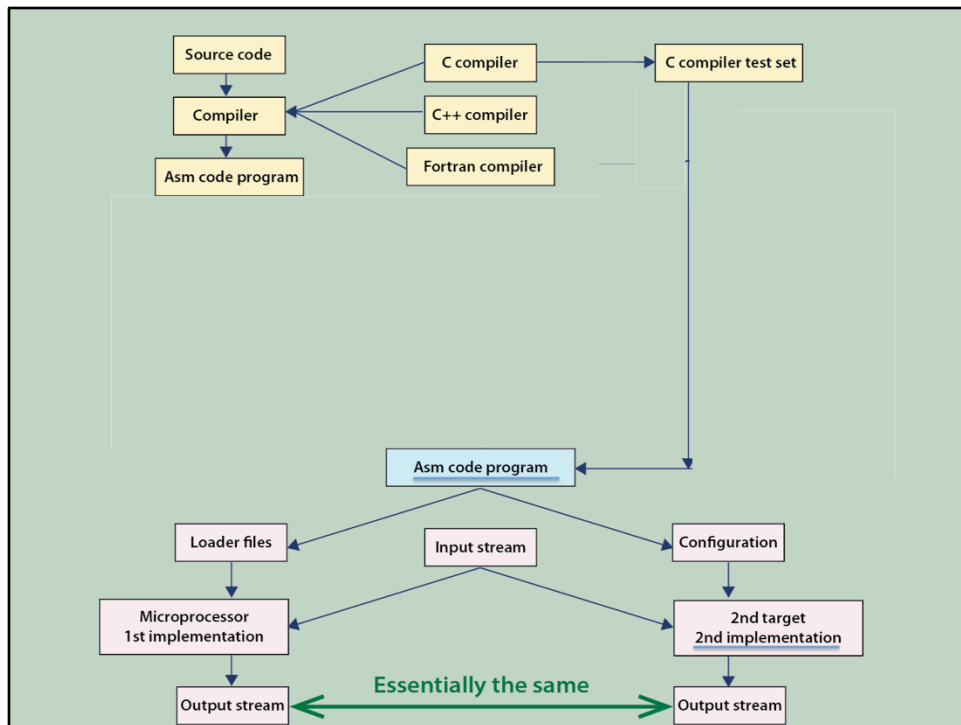 Source code
C compiler
C compiler test set
Compiler
C++ compiler
Asm code program
Fortran compiler
Asm code program
Loader files
Input stream
Configuration
Microprocessor
1st implementation
2nd target
2nd implementation
Essentially the same
Output stream
Output stream